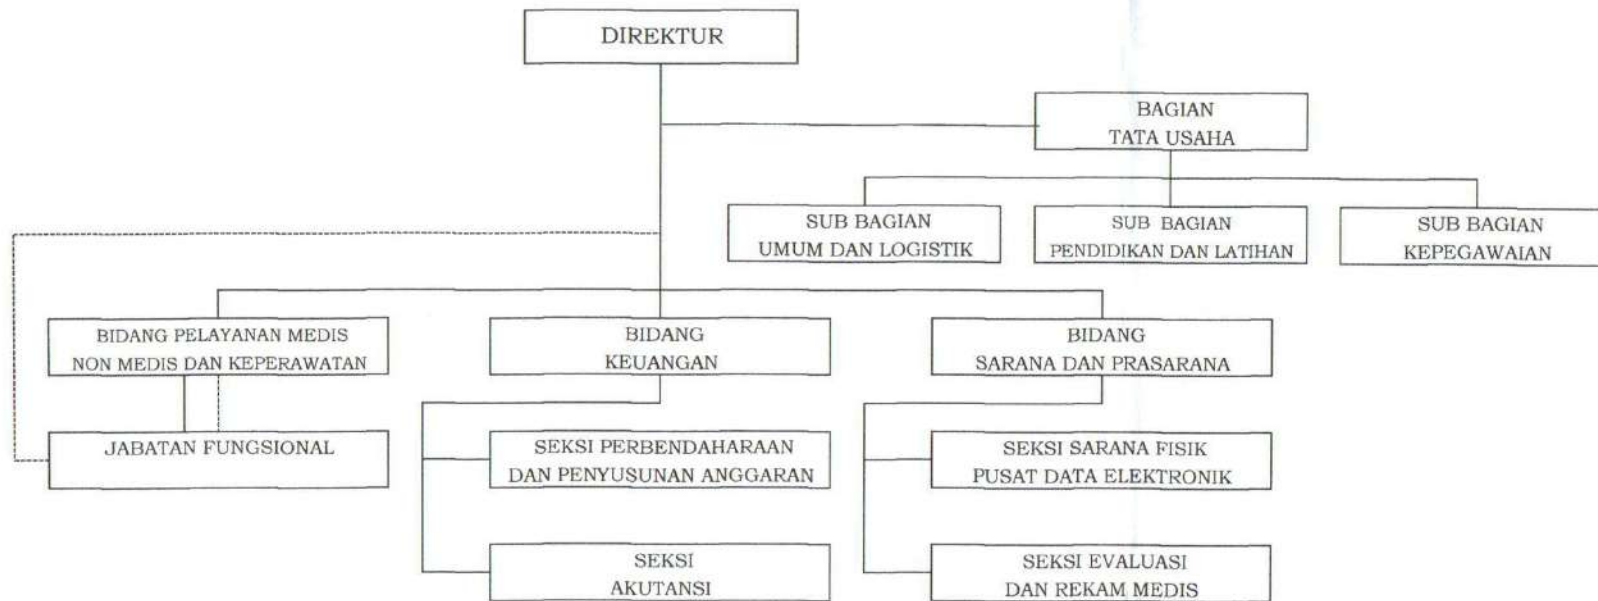 DIREKTUR
BAGIAN
TATA USAHA
SUB BAGIAN
UMUM DAN LOGISTIK
SUB BAGIAN
PENDIDIKAN DAN LATIHAN
SUB BAGIAN
KEPEGAWAIAN
BIDANG PELAYANAN MEDIS
NON MEDIS DAN KEPERAWATAN
BIDANG
KEUANGAN
BIDANG
SARANA DAN PRASARANA
JABATAN FUNGSIONAL
SEKSI PERBENDAHARAAN
DAN PENYUSUNAN ANGGARAN
SEKSI SARANA FISIK
PUSAT DATA ELEKTRONIK
SEKSI
AKUTANSI
SEKSI EVALUASI
DAN REKAM MEDIS